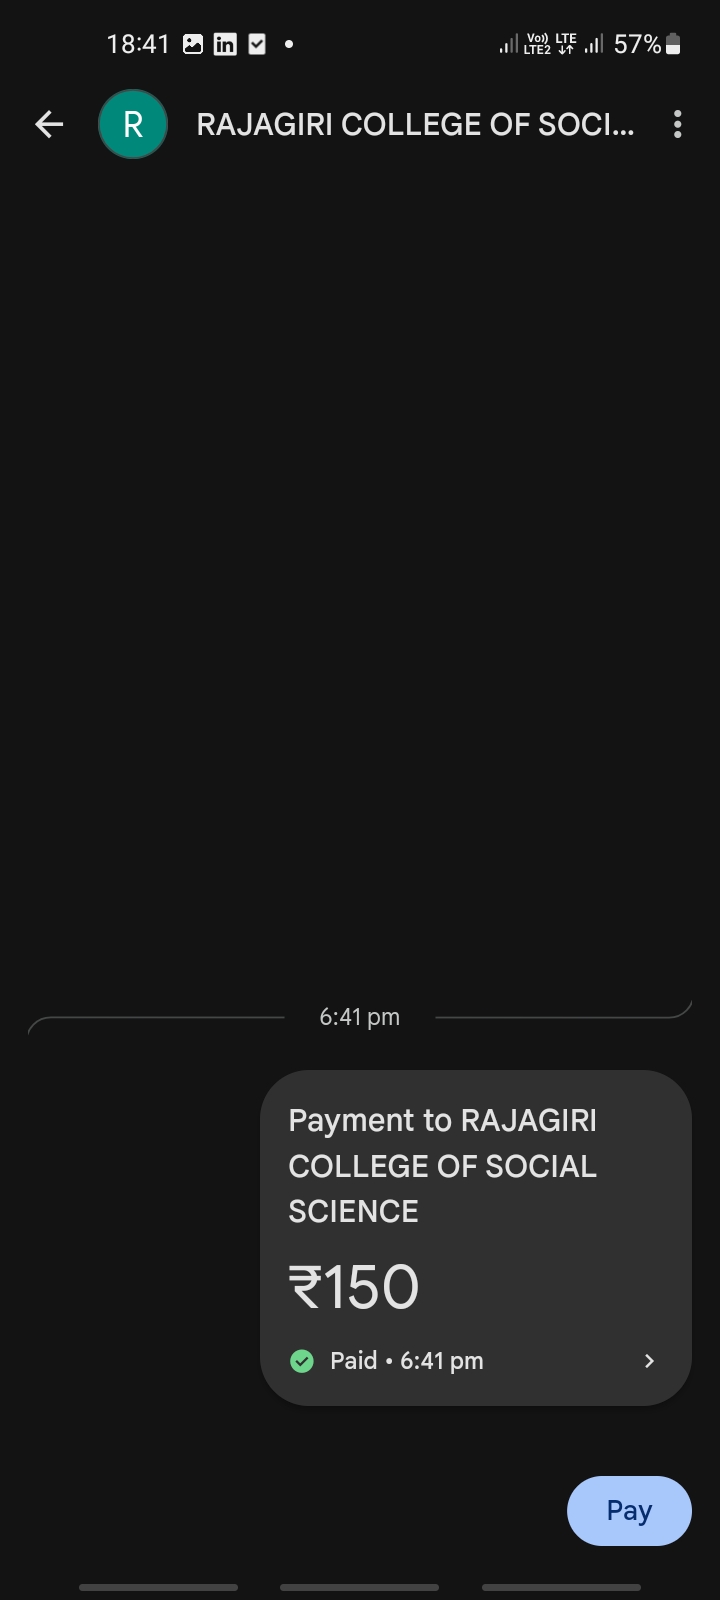 18:41 in Vo)) LTE2 LTE 57%
R RAJAGIRI COLLEGE OF SOCI...
6:41 pm
Payment to RAJAGIRI
COLLEGE OF SOCIAL
SCIENCE
₹150
Paid • 6:41 pm
Pay